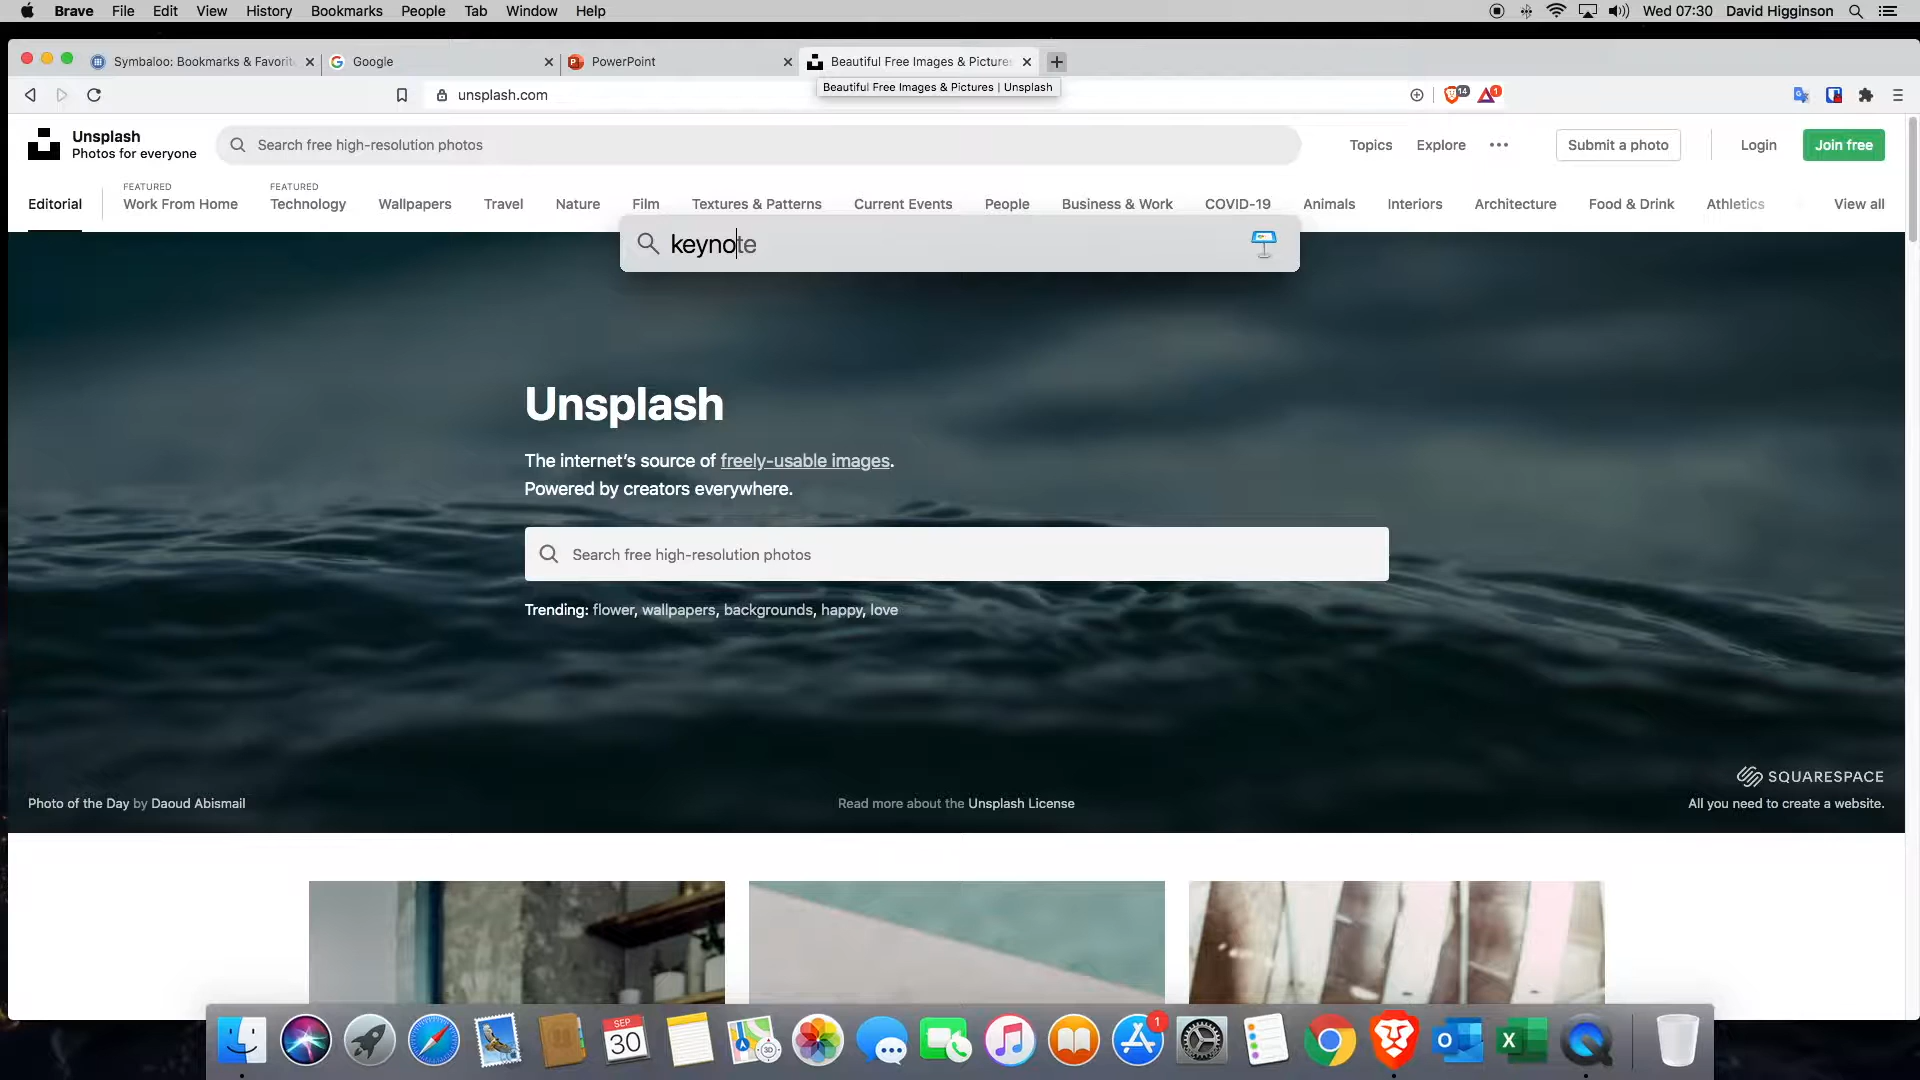 Brave File Edit View History Bookmarks People Tab Window Help Wed 07:30 David Higginson
Symbaloo: Bookmarks & Favorit Google PowerPoint Beautiful Free Images & Pictures
unsplash.com 14 1
Beautiful Free Images & Pictures | Unsplash
Unsplash
Photos for everyone
Search free high-resolution photos
Topics Explore Submit a photo Login Join free
FEATURED FEATURED
Editorial Work From Home Technology Wallpapers Travel Nature Film Textures & Patterns Current Events People Business & Work COVID-19 Animals Interiors Architecture Food & Drink Athletics View all
keynote
Unsplash
The internet's source of freely-usable images.
Powered by creators everywhere.
Search free high-resolution photos
Trending: flower, wallpapers, backgrounds, happy, love
SQUARESPACE
Photo of the Day by Daoud Abismail Read more about the Unsplash License All you need to create a website.
SEP
30
3D
1